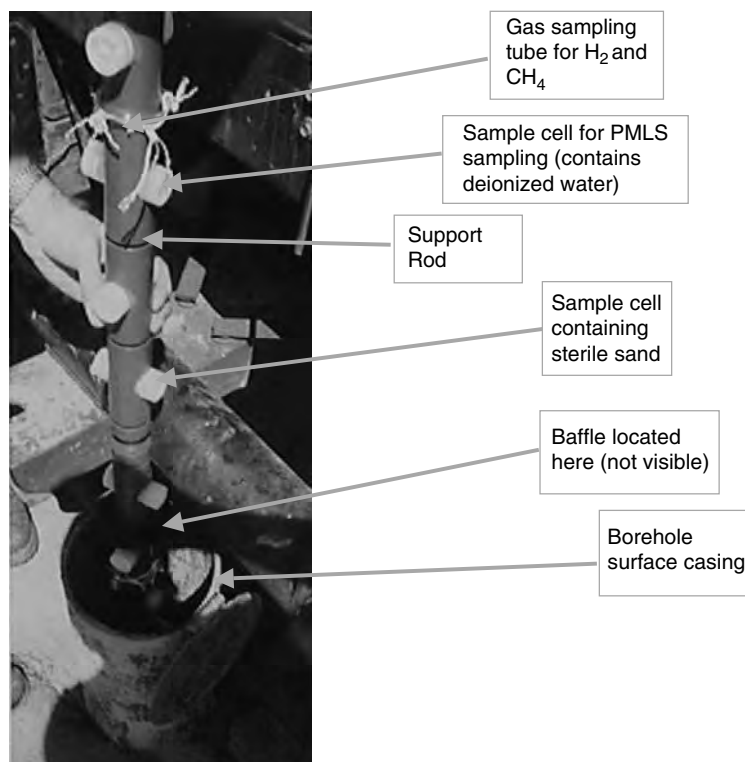 Gas sampling
tube for H₂ and
CH₄
Sample cell for PMLS
sampling (contains
deionized water)
Support
Rod
Sample cell
containing
sterile sand
Baffle located
here (not visible)
Borehole
surface casing